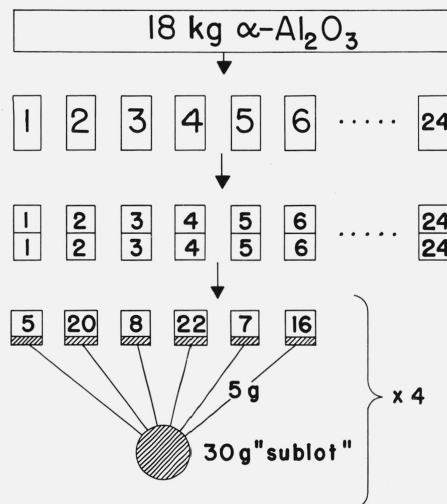 18 kg α-Al₂O₃
1 2 3 4 5 6 ..... 24
1 2 3 4 5 6 ..... 24
1 2 3 4 5 6 24
5 20 8 22 7 16
5 g
x 4
30 g "sublot"